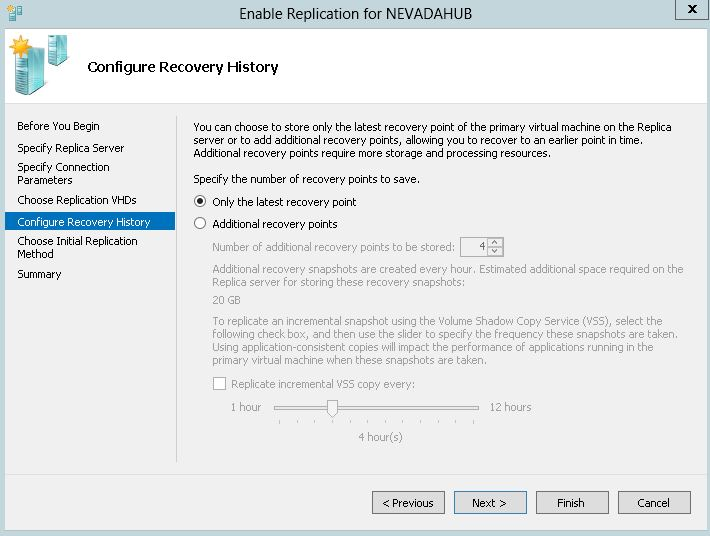 Enable Replication for NEVADAHUB
x
Configure Recovery History
Before You Begin
Specify Replica Server
Specify Connection
Parameters
Choose Replication VHDs
Configure Recovery History
Choose Initial Replication
Method
Summary
You can choose to store only the latest recovery point of the primary virtual machine on the Replica
server or to add additional recovery points, allowing you to recover to an earlier point in time.
Additional recovery points require more storage and processing resources.
Specify the number of recovery points to save.
Only the latest recovery point
Additional recovery points
Number of additional recovery points to be stored: 4
Additional recovery snapshots are created every hour. Estimated additional space required on the
Replica server for storing these recovery snapshots:
20 GB
To replicate an incremental snapshot using the Volume Shadow Copy Service (VSS), select the
following check box, and then use the slider to specify the frequency these snapshots are taken.
Using application-consistent copies will impact the performance of applications running in the
primary virtual machine when these snapshots are taken.
Replicate incremental VSS copy every:
1 hour 12 hours
4 hour(s)
< Previous Next > Finish Cancel